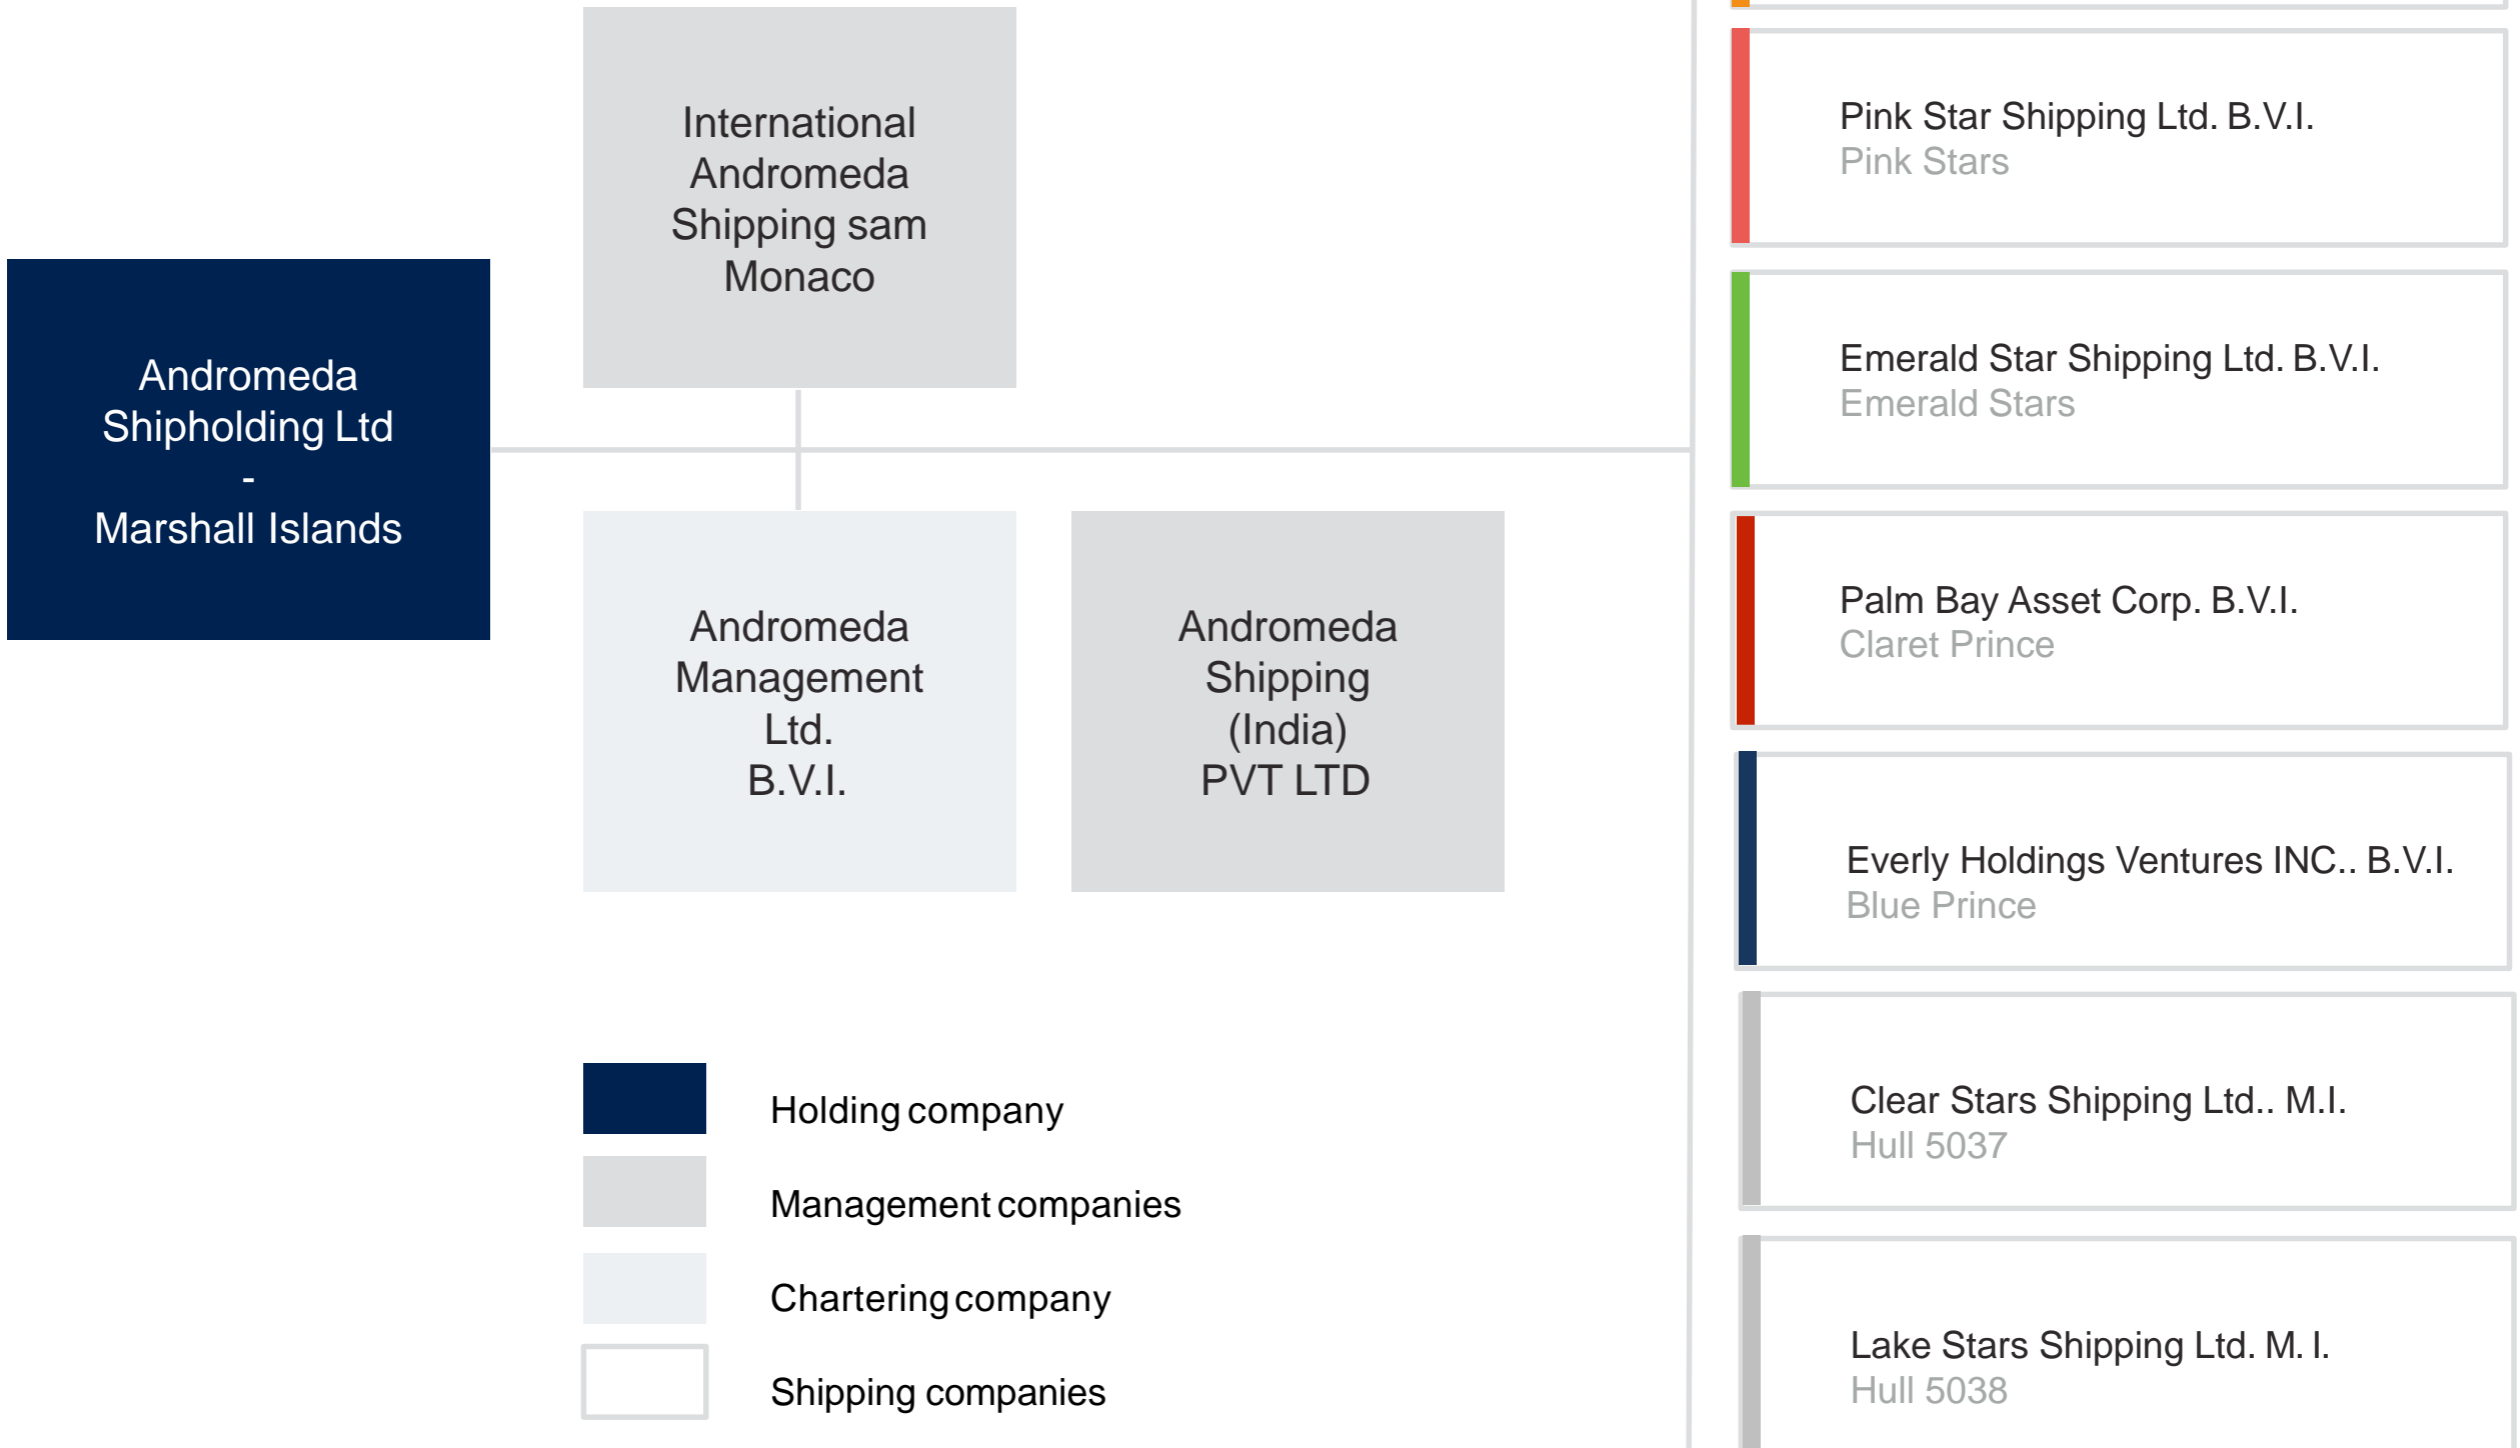 International
Andromeda
Shipping sam
Monaco
Andromeda
Shipholding Ltd
-
Marshall Islands
Andromeda
Management
Ltd.
B.V.I.
Andromeda
Shipping
(India)
PVT LTD
Holding company
Management companies
Chartering company
Shipping companies
Pink Star Shipping Ltd. B.V.I.
Pink Stars
Emerald Star Shipping Ltd. B.V.I.
Emerald Stars
Palm Bay Asset Corp. B.V.I.
Claret Prince
Everly Holdings Ventures INC.. B.V.I.
Blue Prince
Clear Stars Shipping Ltd.. M.I.
Hull 5037
Lake Stars Shipping Ltd. M. I.
Hull 5038